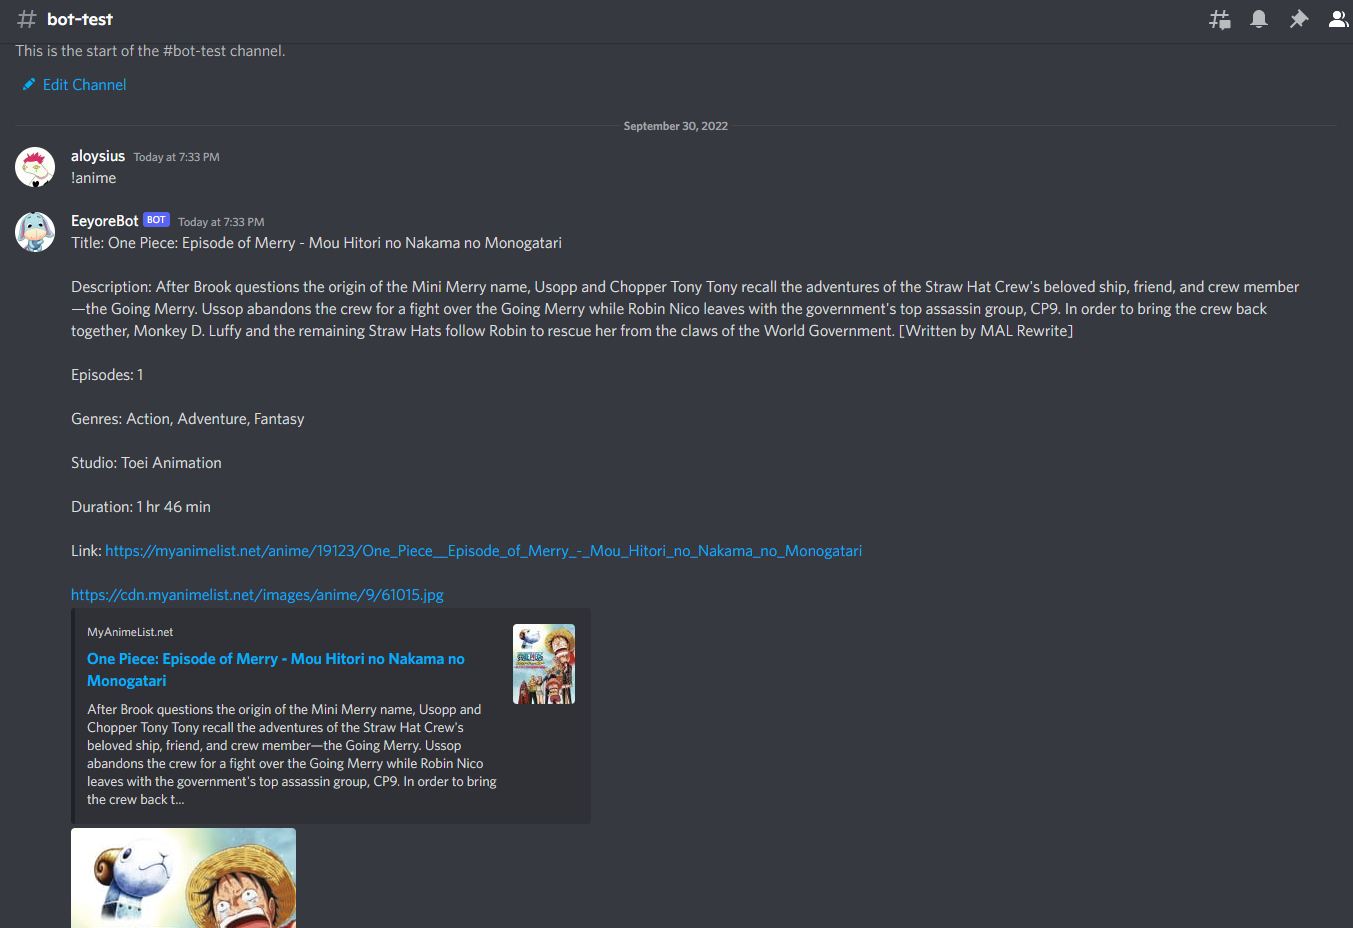 bot-test
This is the start of the #bot-test channel.
Edit Channel
September 30, 2022
aloysius Today at 7:33 PM
!anime
EeyoreBot BOT Today at 7:33 PM
Title: One Piece: Episode of Merry - Mou Hitori no Nakama no Monogatari
Description: After Brook questions the origin of the Mini Merry name, Usopp and Chopper Tony Tony recall the adventures of the Straw Hat Crew's beloved ship, friend, and crew member
—the Going Merry. Ussop abandons the crew for a fight over the Going Merry while Robin Nico leaves with the government's top assassin group, CP9. In order to bring the crew back
together, Monkey D. Luffy and the remaining Straw Hats follow Robin to rescue her from the claws of the World Government. [Written by MAL Rewrite]
Episodes: 1
Genres: Action, Adventure, Fantasy
Studio: Toei Animation
Duration: 1 hr 46 min
Link: https://myanimelist.net/anime/19123/One_Piece__Episode_of_Merry_-_Mou_Hitori_no_Nakama_no_Monogatari
https://cdn.myanimelist.net/images/anime/9/61015.jpg
MyAnimeList.net
One Piece: Episode of Merry - Mou Hitori no Nakama no
Monogatari
After Brook questions the origin of the Mini Merry name, Usopp and
Chopper Tony Tony recall the adventures of the Straw Hat Crew's
beloved ship, friend, and crew member—the Going Merry. Ussop
abandons the crew for a fight over the Going Merry while Robin Nico
leaves with the government's top assassin group, CP9. In order to bring
the crew back t...